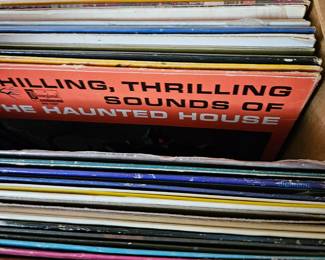 HILLING, THRILLING
SOUNDS OF
HE HAUNTED HOUSE